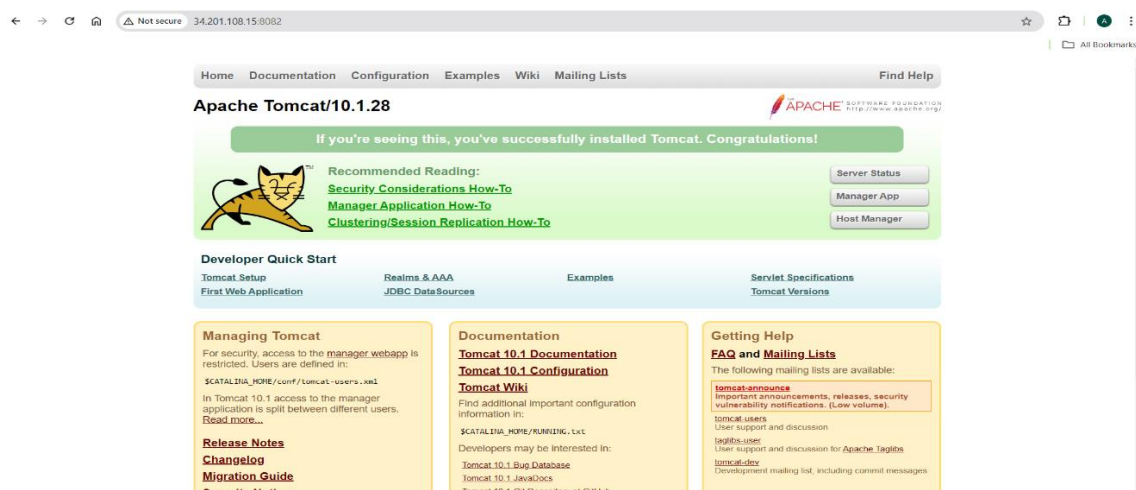 Not secure 34.201.108.15:8082
A
All Bookmarks
Home Documentation Configuration Examples Wiki Mailing Lists Find Help
Apache Tomcat/10.1.28
THE APACHE SOFTWARE FOUNDATION
http://www.apache.org/
If you're seeing this, you've successfully installed Tomcat. Congratulations!
TM
Recommended Reading:
Security Considerations How-To
Manager Application How-To
Clustering/Session Replication How-To
Server Status
Manager App
Host Manager
Developer Quick Start
Tomcat Setup
First Web Application
Realms & AAA
JDBC DataSources
Examples
Servlet Specifications
Tomcat Versions
Managing Tomcat
For security, access to the manager webapp is
restricted. Users are defined in:
$CATALINA_HOME/conf/tomcat-users.xml
In Tomcat 10.1 access to the manager
application is split between different users.
Read more...
Release Notes
Changelog
Migration Guide
Documentation
Tomcat 10.1 Documentation
Tomcat 10.1 Configuration
Tomcat Wiki
Find additional important configuration
information in:
$CATALINA_HOME/RUNNING.txt
Developers may be interested in:
Tomcat 10.1 Bug Database
Tomcat 10.1 JavaDocs
Getting Help
FAQ and Mailing Lists
The following mailing lists are available:
tomcat-announce
Important announcements, releases, security
vulnerability notifications. (Low volume).
tomcat-users
User support and discussion
taglibs-user
User support and discussion for Apache Taglibs
tomcat-dev
Development mailing list, including commit messages